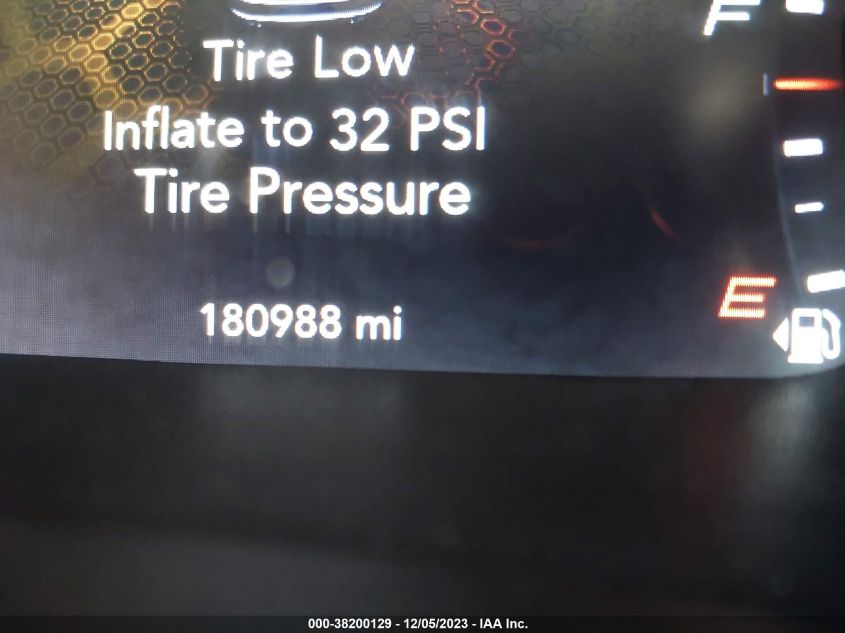 F
Tire Low
Inflate to 32 PSI
Tire Pressure
E
180988 mi
000-38200129 - 12/05/2023 - IAA Inc.